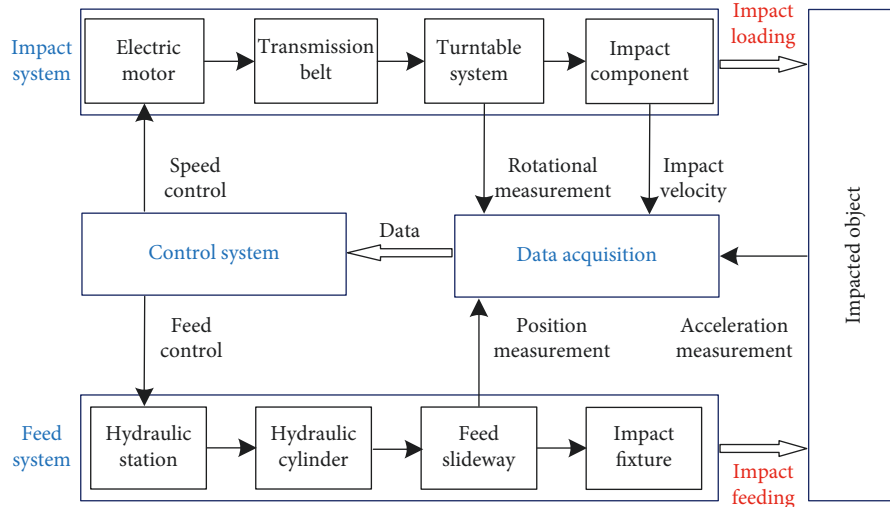 Impact
system
Electric
motor
Transmission
belt
Turntable
system
Impact
component
Impact
loading
Speed
control
Rotational
measurement
Impact
velocity
Control system
Data
Data acquisition
Impacted object
Feed
control
Position
measurement
Acceleration
measurement
Feed
system
Hydraulic
station
Hydraulic
cylinder
Feed
slideway
Impact
fixture
Impact
feeding